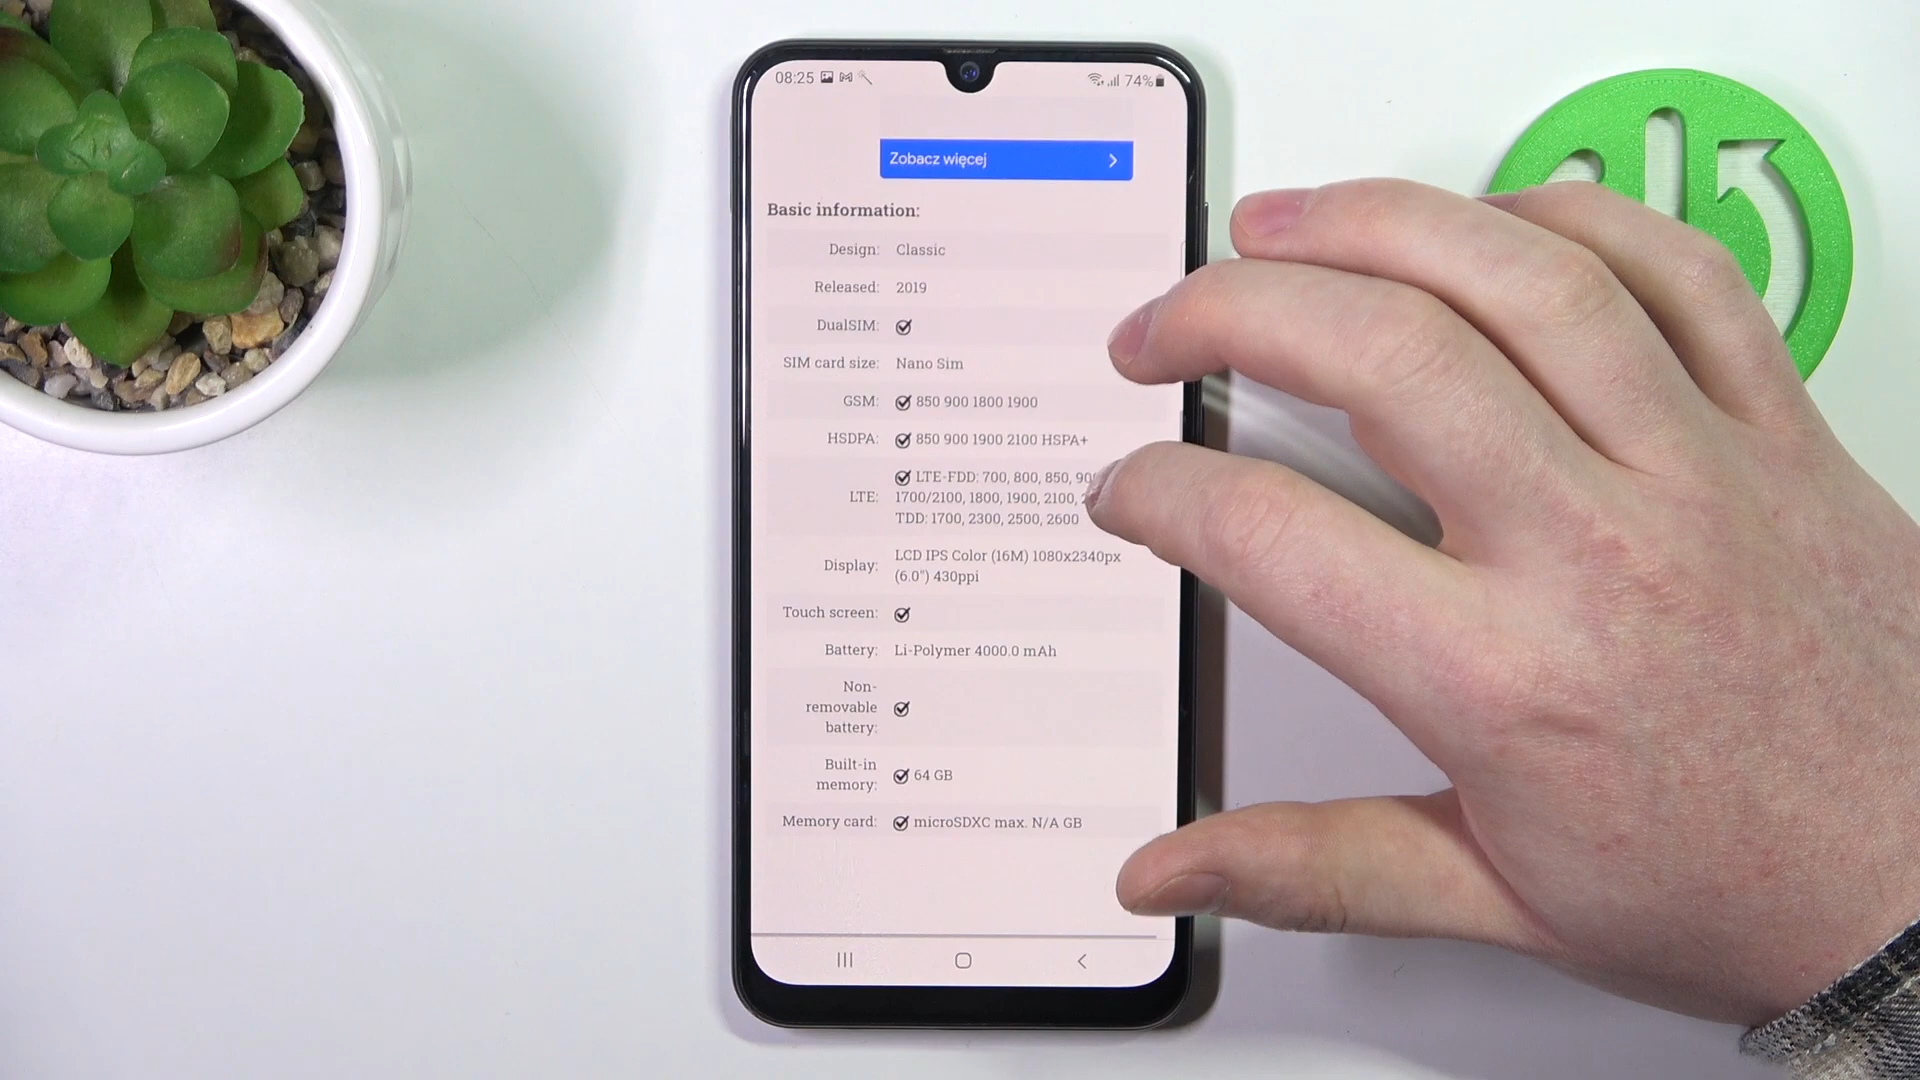 08:25 74%
Zobacz więcej
Basic information:
Design: Classic
Released: 2019
DualSIM:
SIM card size: Nano Sim
GSM: 850 900 1800 1900
HSDPA: 850 900 1900 2100 HSPA+
LTE-FDD: 700, 800, 850,
LTE: 1700/2100, 1800, 1900, 2100,
TDD: 1700, 2300, 2500, 2600
Display: LCD IPS Color (16M) 1080x2340px
(6.0") 430ppi
Touch screen:
Battery: Li-Polymer 4000.0 mAh
Non-
removable
battery:
Built-in
memory: 64 GB
Memory card: microSDXC max. N/A GB